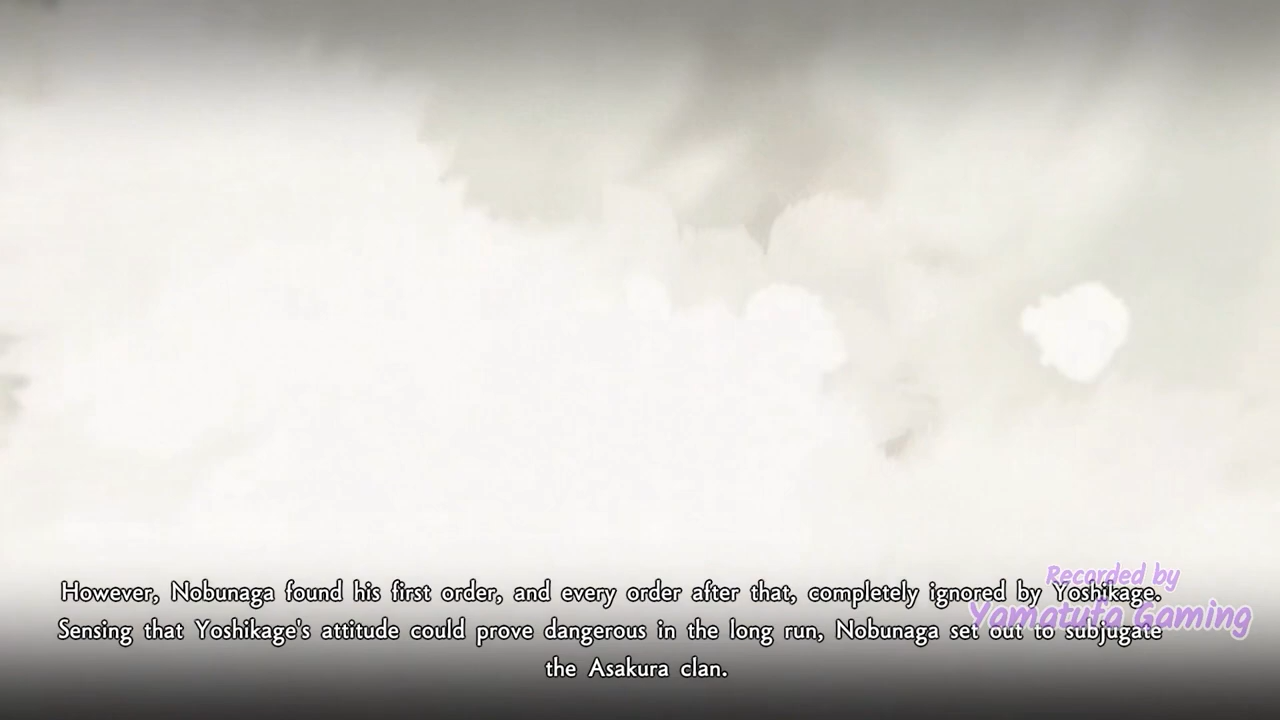 However, Nobunaga found his first order, and every order after that, completely ignored by Yoshikage.
Sensing that Yoshikage's attitude could prove dangerous in the long run, Nobunaga set out to subjugate
the Asakura clan.
Recorded by
Yamatufa Gaming